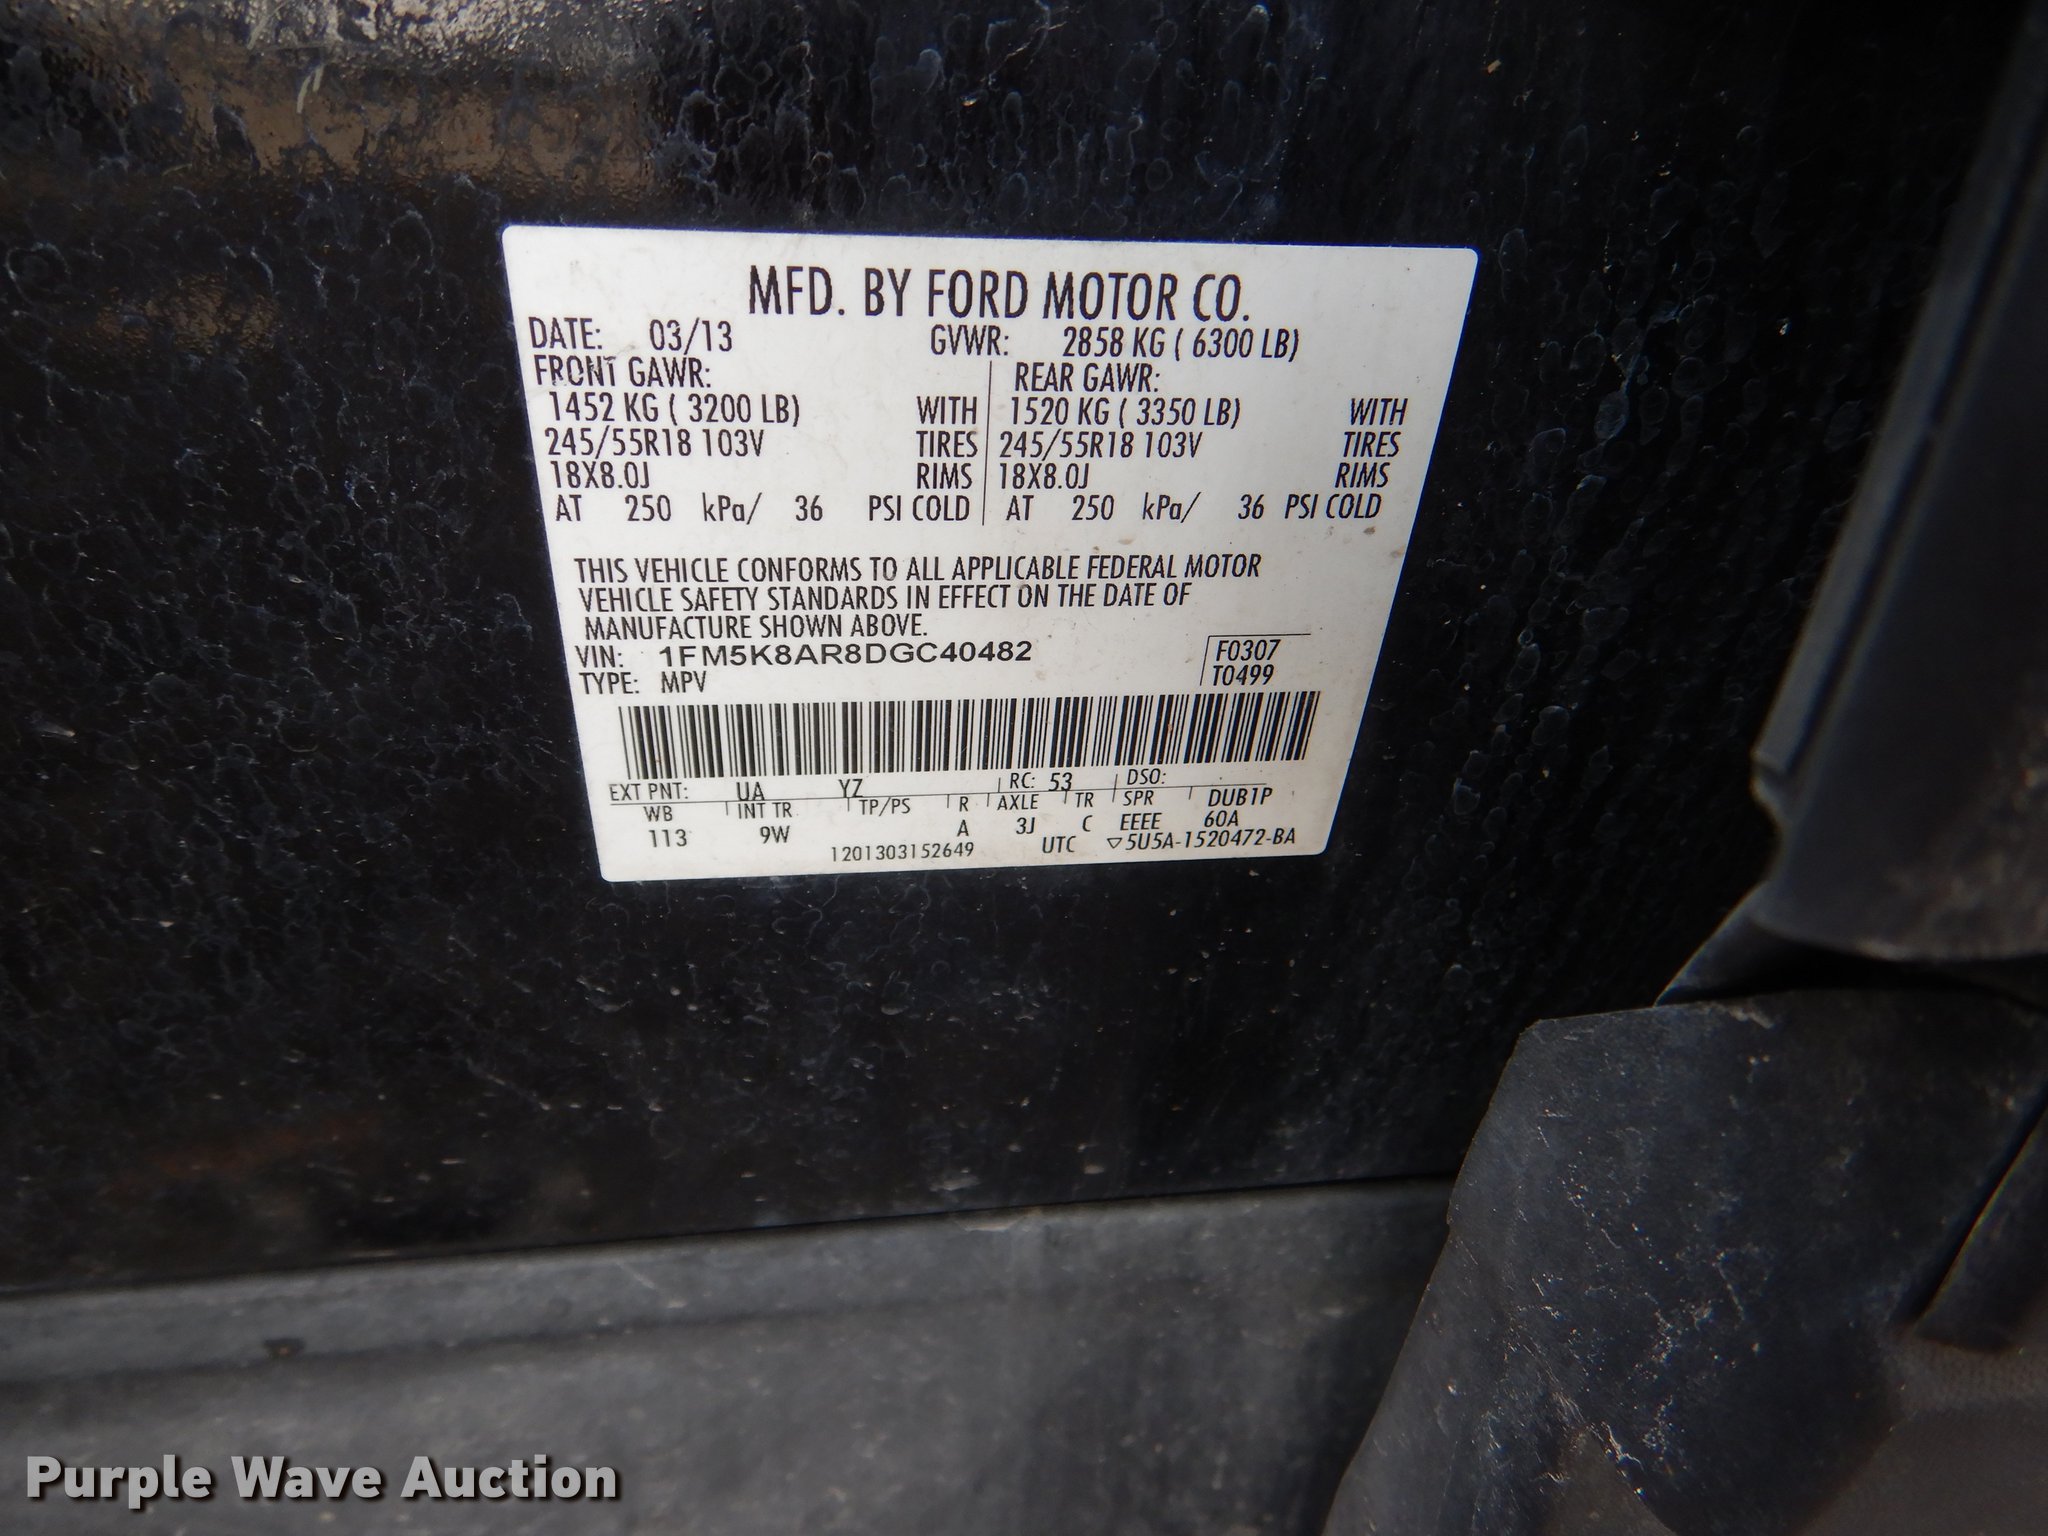 MFD. BY FORD MOTOR CO.
DATE: 03/13 GVWR: 2858 KG ( 6300 LB)
FRONT GAWR: REAR GAWR:
1452 KG ( 3200 LB) WITH 1520 KG ( 3350 LB) WITH
245/55R18 103V TIRES 245/55R18 103V TIRES
18X8.0J RIMS 18X8.0J RIMS
AT 250 kPa/ 36 PSI COLD AT 250 kPa/ 36 PSI COLD
THIS VEHICLE CONFORMS TO ALL APPLICABLE FEDERAL MOTOR
VEHICLE SAFETY STANDARDS IN EFFECT ON THE DATE OF
MANUFACTURE SHOWN ABOVE.
VIN: 1FM5K8AR8DGC40482 F0307
TYPE: MPV T0499
EXT PNT: UA YZ RC: 53 DSO:
WB INT TR TP/PS R AXLE TR SPR DUB1P
113 9W A 3J C EEEE 60A
1201303152649 UTC ▽5U5A-1520472-BA
Purple Wave Auction